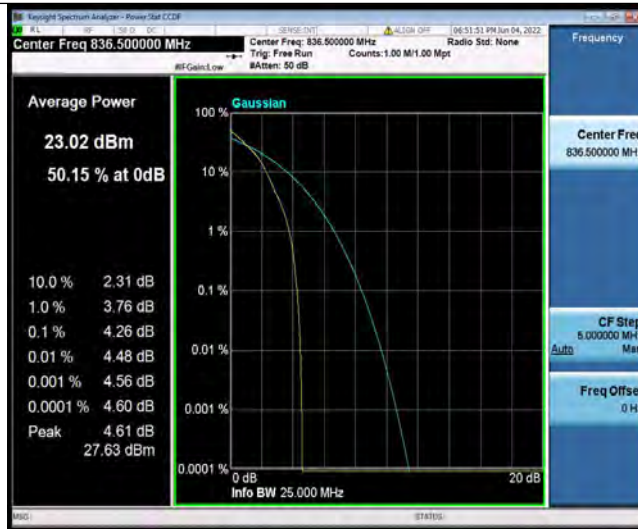 Keysight Spectrum Analyzer - Power Stat CCDF
RL RF 50 Ω DC SENSE:INT ALIGN OFF 06:51:51 PM Jun 04, 2022
Center Freq 836.500000 MHz
Center Freq: 836.500000 MHz
Radio Std: None
Trig: Free Run
Counts:1.00 M/1.00 Mpt
#IFGain:Low
#Atten: 50 dB
Frequency
Average Power
23.02 dBm
50.15 % at 0dB
10.0 % 2.31 dB
1.0 % 3.76 dB
0.1 % 4.26 dB
0.01 % 4.48 dB
0.001 % 4.56 dB
0.0001 % 4.60 dB
Peak 4.61 dB
27.63 dBm
Gaussian
100 %
10 %
1 %
0.1 %
0.01 %
0.001 %
0.0001 %
0 dB
20 dB
Info BW 25.000 MHz
Center Fre
836.500000 MH
CF Step
5.000000 MH
Auto Ma
Freq Offse
0 H
MSG
STATUS